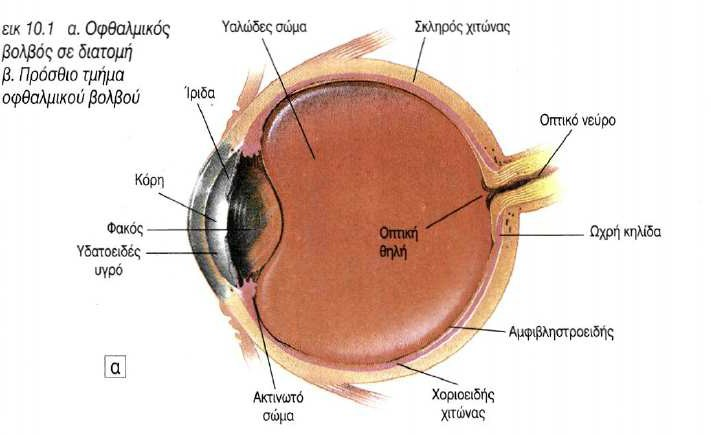 εικ 10.1 α. Οφθαλμικός
βολβός σε διατομή
β. Πρόσθιο τμήμα
οφθαλμικού βολβού
Υαλώδες σώμα
Σκληρός χιτώνας
Ίριδα
Οπτικό νεύρο
Κόρη
Φακός
Υδατοειδές
υγρό
Οπτική
θηλή
Ωχρή κηλίδα
Αμφιβληστροειδής
α
Ακτινωτό
σώμα
Χοριοειδής
χιτώνας